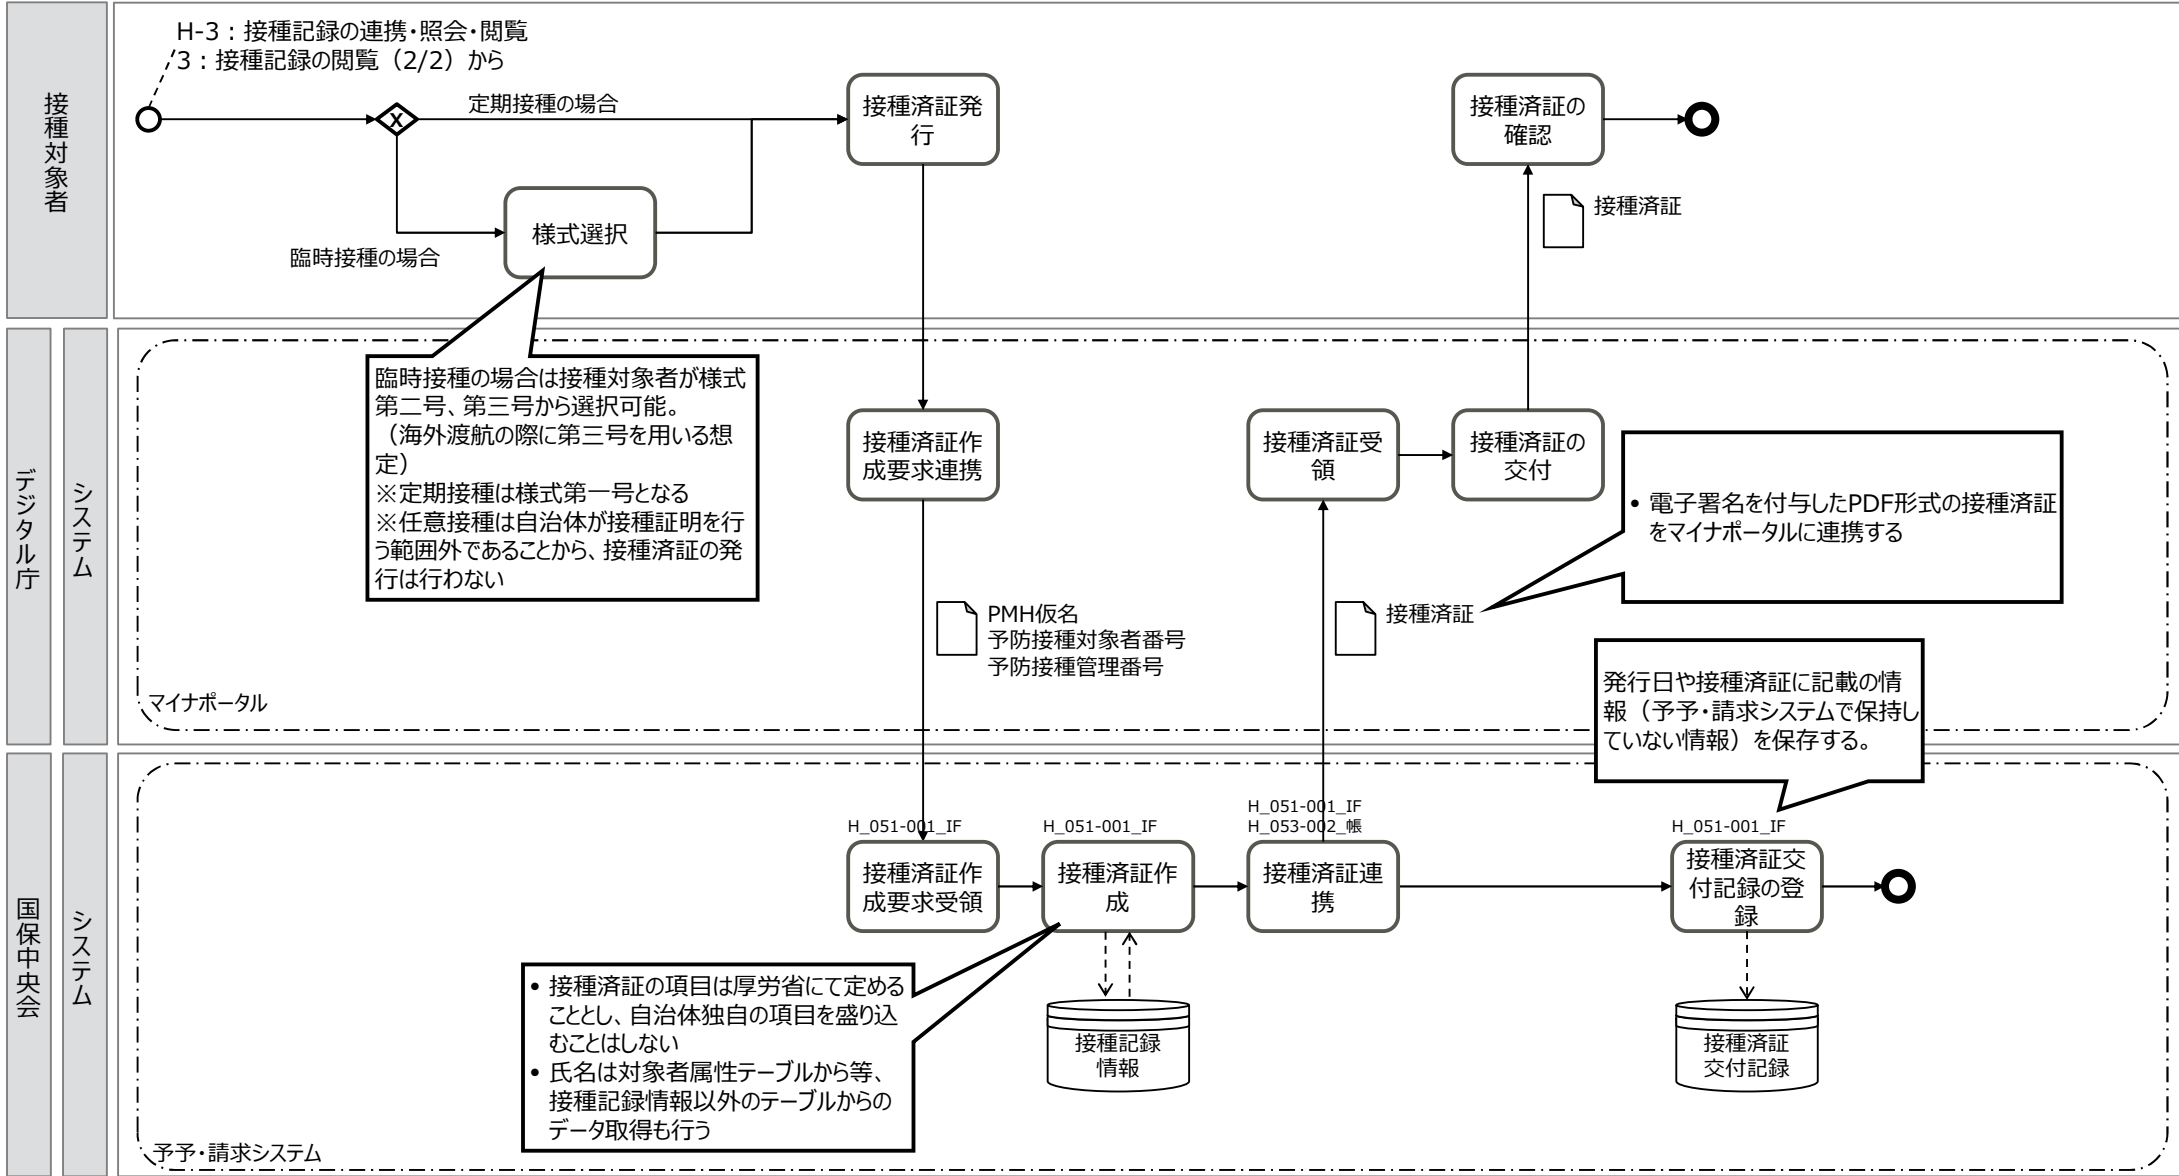 接種対象者
H-3：接種記録の連携・照会・閲覧
3：接種記録の閲覧（2/2）から
X
定期接種の場合
臨時接種の場合
様式選択
接種済証発
行
接種済証の
確認
接種済証
デジタル庁
システム
臨時接種の場合は接種対象者が様式
第二号、第三号から選択可能。
（海外渡航の際に第三号を用いる想
定）
※定期接種は様式第一号となる
※任意接種は自治体が接種証明を行
う範囲外であることから、接種済証の発
行は行わない
接種済証作
成要求連携
接種済証受
領
接種済証の
交付
• 電子署名を付与したPDF形式の接種済証
をマイナポータルに連携する
PMH仮名
予防接種対象者番号
予防接種管理番号
接種済証
発行日や接種済証に記載の情
報（予予・請求システムで保持し
ていない情報）を保存する。
マイナポータル
国保中央会
システム
H_051-001_IF
接種済証作
成要求受領
H_051-001_IF
接種済証作
成
H_051-001_IF
H_053-002_帳
接種済証連
携
H_051-001_IF
接種済証交
付記録の登
録
• 接種済証の項目は厚労省にて定める
こととし、自治体独自の項目を盛り込
むことはしない
• 氏名は対象者属性テーブルから等、
接種記録情報以外のテーブルからの
データ取得も行う
接種記録
情報
接種済証
交付記録
予予・請求システム